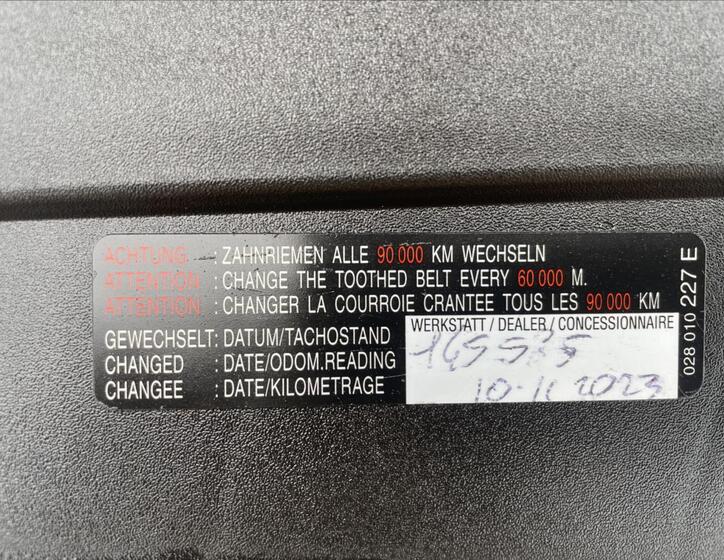 ACHTUNG : ZAHNRIEMEN ALLE 90 000 KM WECHSELN
ATTENTION : CHANGE THE TOOTHED BELT EVERY 60 000 M.
ATTENTION : CHANGER LA COURROIE CRANTEE TOUS LES 90 000 KM
GEWECHSELT: DATUM/TACHOSTAND
CHANGED : DATE/ODOM.READING
CHANGEE : DATE/KILOMETRAGE
WERKSTATT / DEALER / CONCESSIONNAIRE
10-11 2023
028 010 227 E